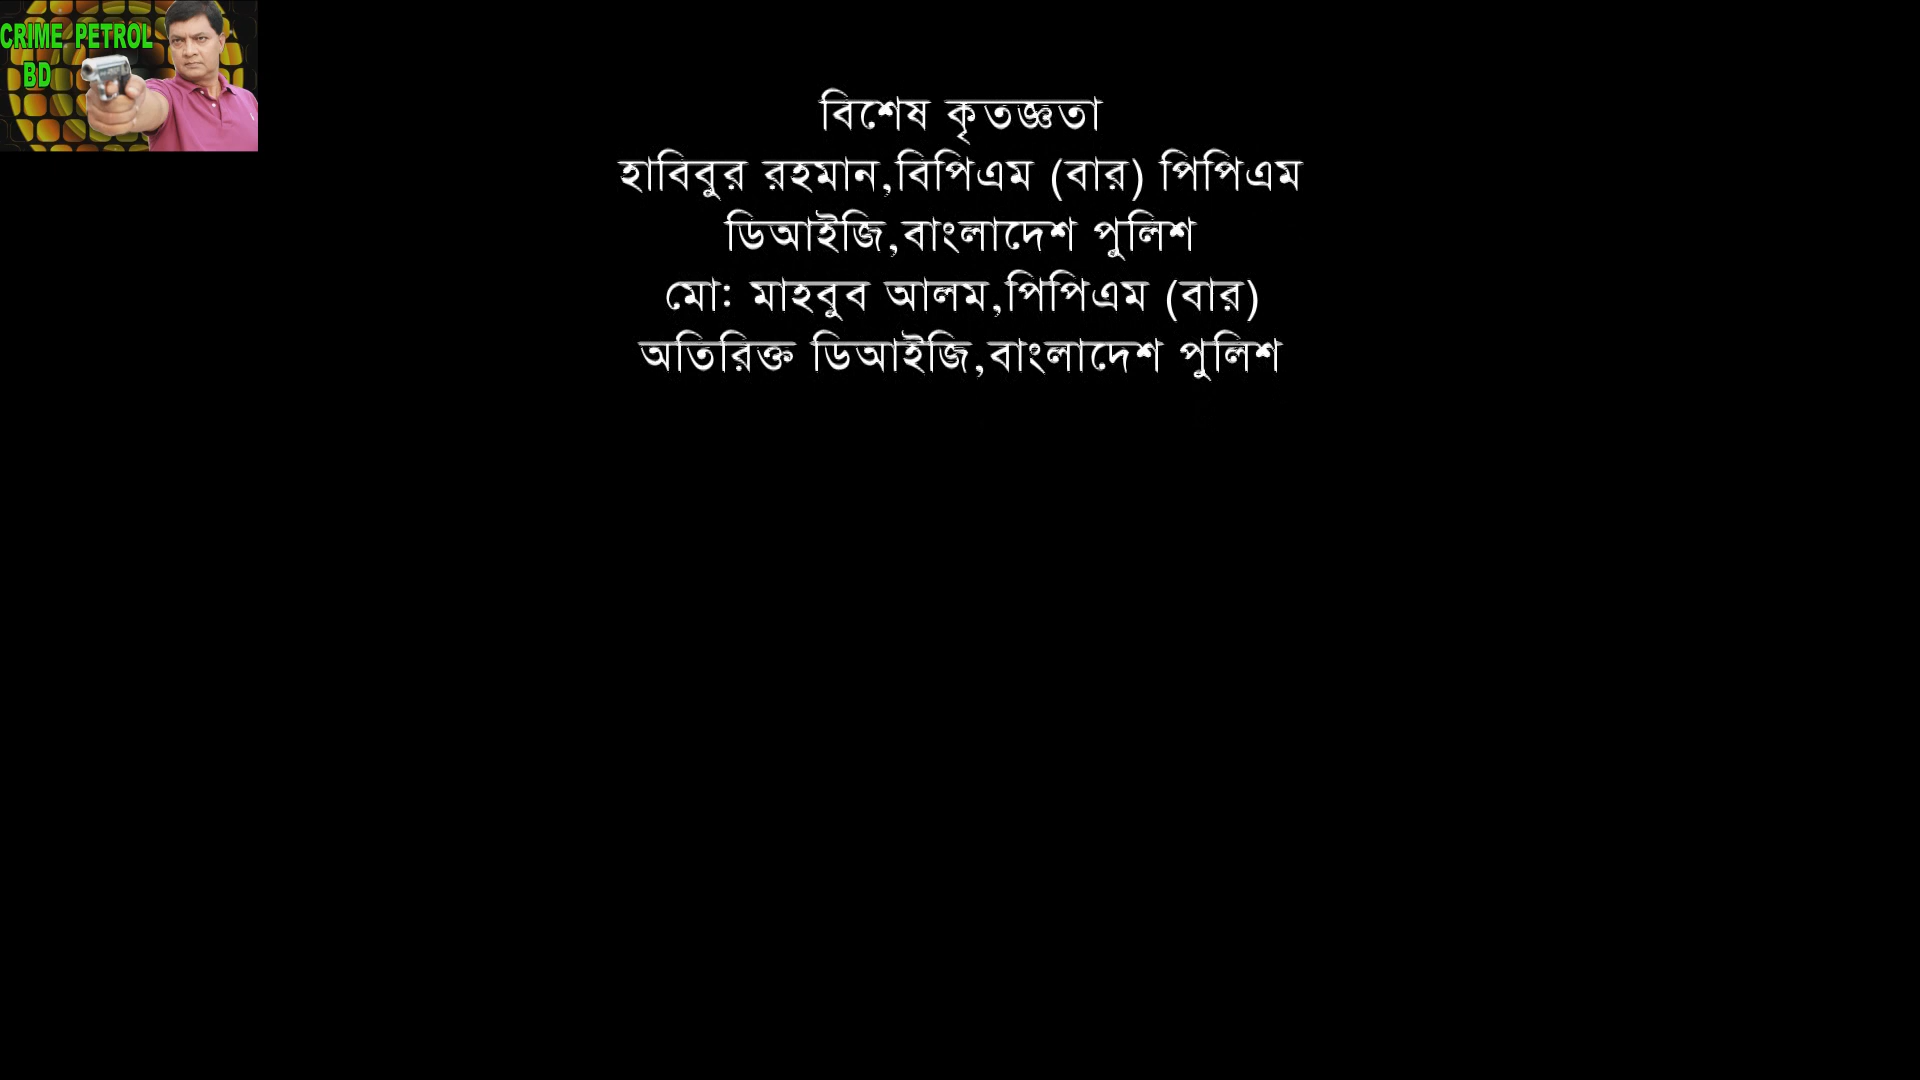 CRIME PETROL
BD
বিশেষ কৃতজ্ঞতা
হাবিবুর রহমান,বিপিএম (বার) পিপিএম
ডিআইজি,বাংলাদেশ পুলিশ
মোঃ মাহবুব আলম,পিপিএম (বার)
অতিরিক্ত ডিআইজি,বাংলাদেশ পুলিশ